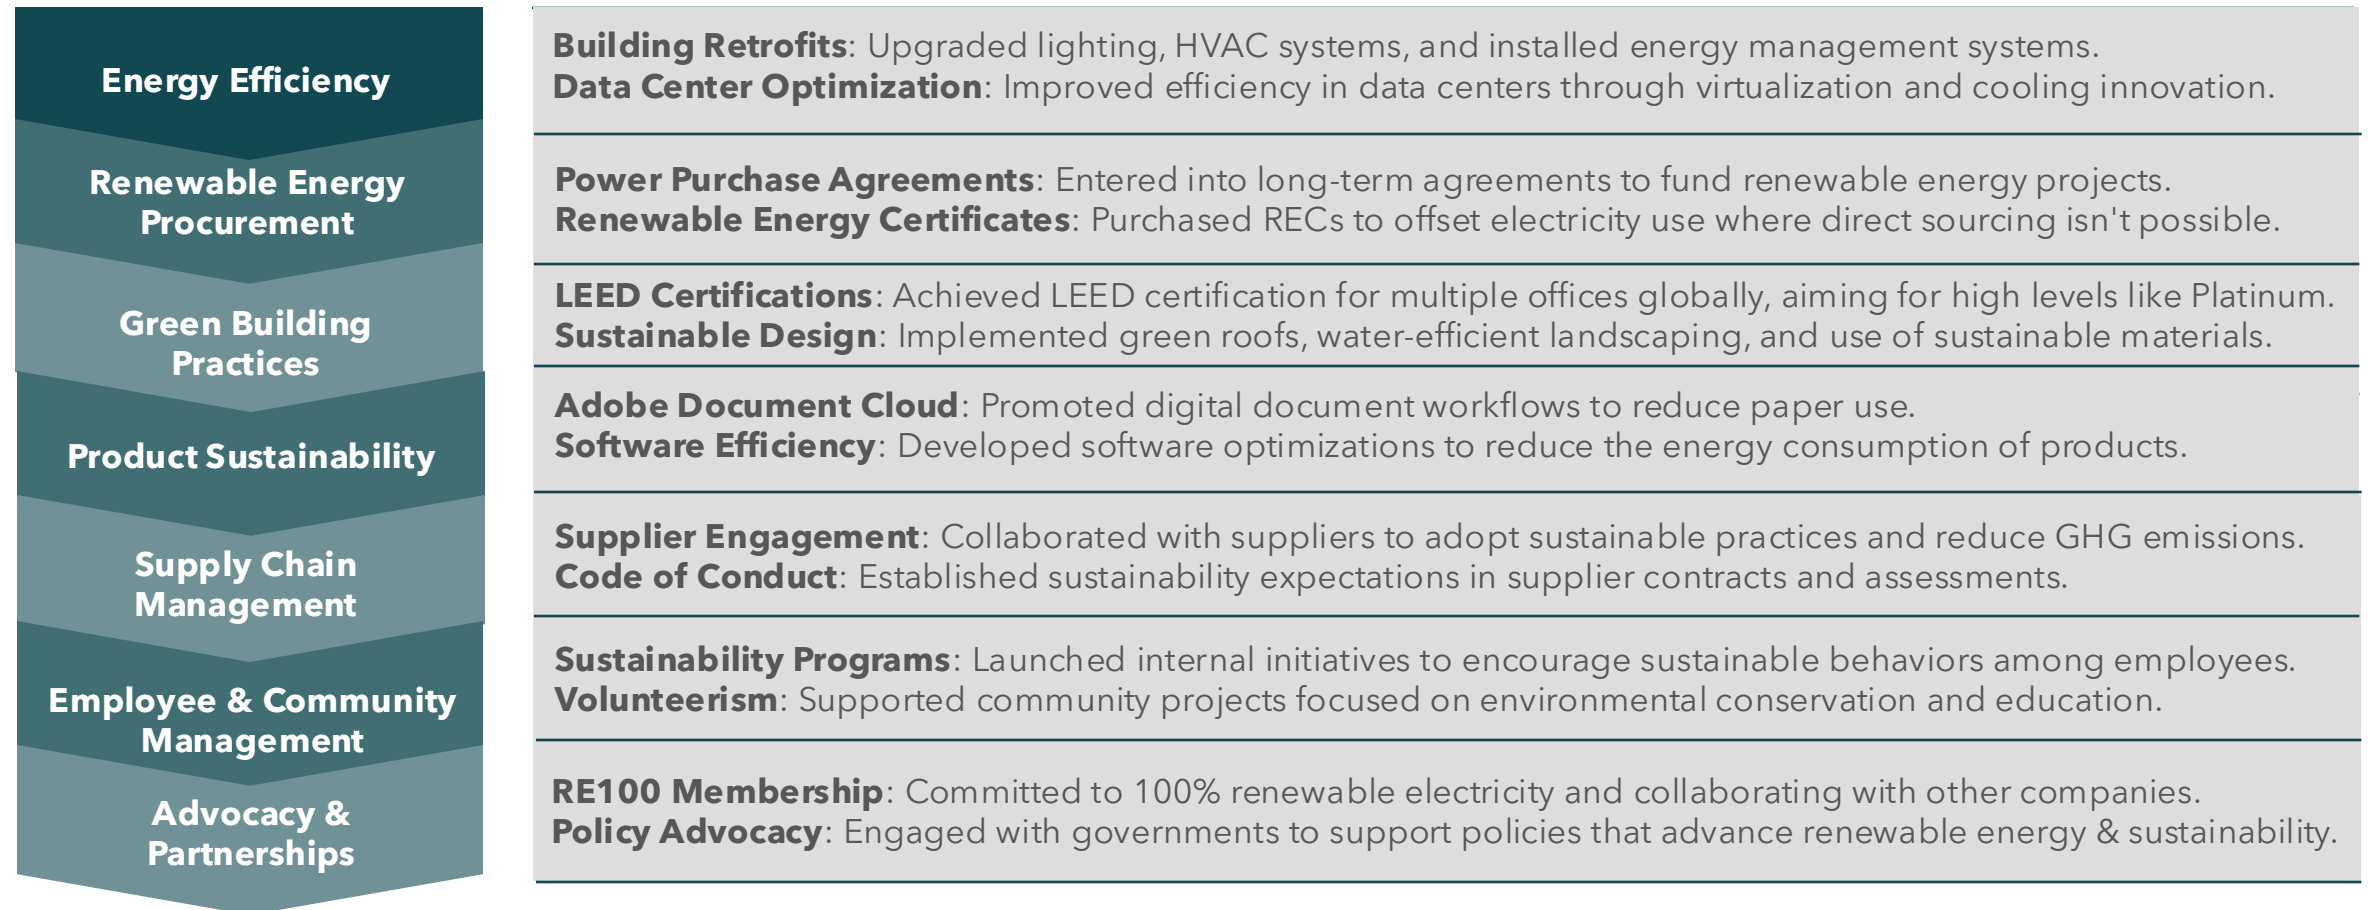 Energy Efficiency
Building Retrofits: Upgraded lighting, HVAC systems, and installed energy management systems.
Data Center Optimization: Improved efficiency in data centers through virtualization and cooling innovation.
Renewable Energy
Procurement
Power Purchase Agreements: Entered into long-term agreements to fund renewable energy projects.
Renewable Energy Certificates: Purchased RECs to offset electricity use where direct sourcing isn't possible.
Green Building
Practices
LEED Certifications: Achieved LEED certification for multiple offices globally, aiming for high levels like Platinum.
Sustainable Design: Implemented green roofs, water-efficient landscaping, and use of sustainable materials.
Product Sustainability
Adobe Document Cloud: Promoted digital document workflows to reduce paper use.
Software Efficiency: Developed software optimizations to reduce the energy consumption of products.
Supply Chain
Management
Supplier Engagement: Collaborated with suppliers to adopt sustainable practices and reduce GHG emissions.
Code of Conduct: Established sustainability expectations in supplier contracts and assessments.
Employee & Community
Management
Sustainability Programs: Launched internal initiatives to encourage sustainable behaviors among employees.
Volunteerism: Supported community projects focused on environmental conservation and education.
Advocacy &
Partnerships
RE100 Membership: Committed to 100% renewable electricity and collaborating with other companies.
Policy Advocacy: Engaged with governments to support policies that advance renewable energy & sustainability.